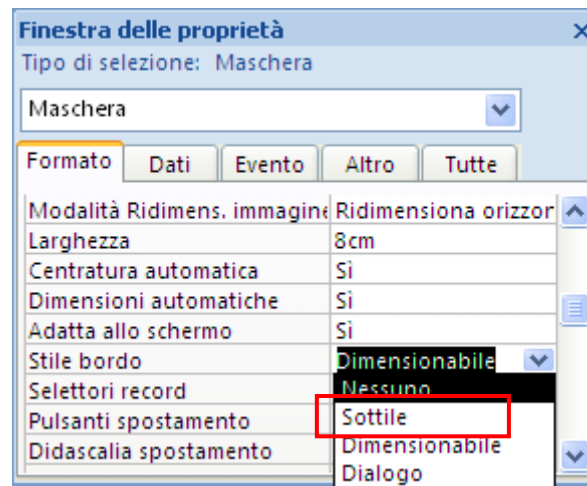 Finestra delle proprietà
Tipo di selezione: Maschera
Maschera
Formato Dati Evento Altro Tutte
Modalità Ridimens. immagine Ridimensiona orizzon
Larghezza 8cm
Centratura automatica Sì
Dimensioni automatiche Sì
Adatta allo schermo Sì
Stile bordo Dimensionabile
Selettori record Nessuno
Pulsanti spostamento Sottile
Didascalia spostamento Dimensionabile
Dialogo